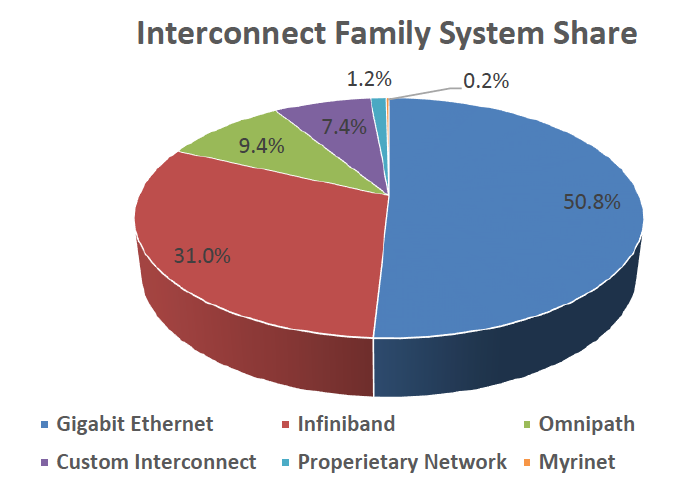 Interconnect Family System Share
1.2%
0.2%
7.4%
9.4%
50.8%
31.0%
Gigabit Ethernet
Infiniband
Omnipath
Custom Interconnect
Properietary Network
Myrinet